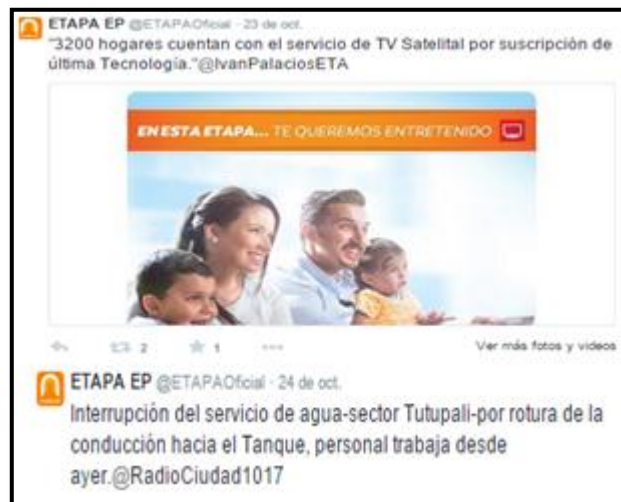 ETAPA EP @ETAPAOficial · 23 de oct.
"3200 hogares cuentan con el servicio de TV Satelital por suscripción de
última Tecnología."@IvanPalaciosETA
EN ESTA ETAPA... TE QUEREMOS ENTRETENIDO
2 1 Ver más fotos y videos
ETAPA EP @ETAPAOficial · 24 de oct.
Interrupción del servicio de agua-sector Tutupali-por rotura de la
conducción hacia el Tanque, personal trabaja desde
ayer.@RadioCiudad1017